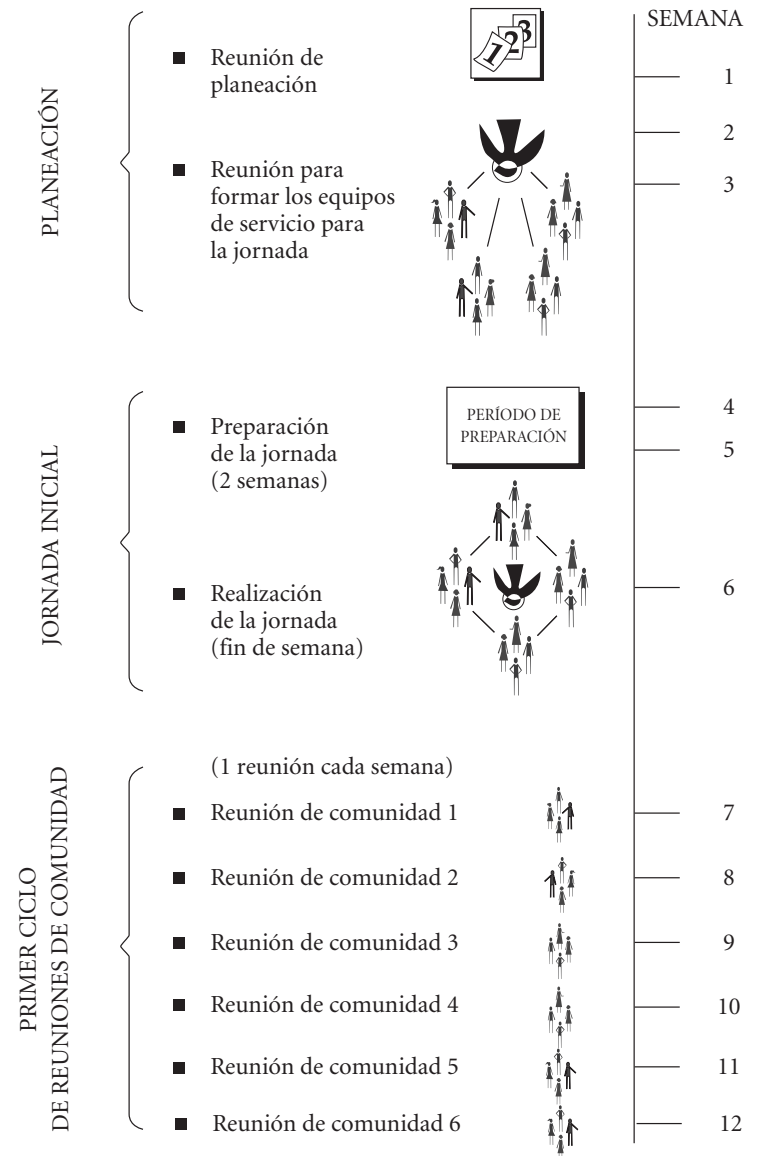 SEMANA
PLANEACIÓN
1 2 3
Reunión de
planeación
1
2
Reunión para
formar los equipos
de servicio para
la jornada
3
JORNADA INICIAL
Preparación
de la jornada
(2 semanas)
PERÍODO DE
PREPARACIÓN
4
5
Realización
de la jornada
(fin de semana)
6
PRIMER CICLO
DE REUNIONES DE COMUNIDAD
(1 reunión cada semana)
Reunión de comunidad 1
7
Reunión de comunidad 2
8
Reunión de comunidad 3
9
Reunión de comunidad 4
10
Reunión de comunidad 5
11
Reunión de comunidad 6
12